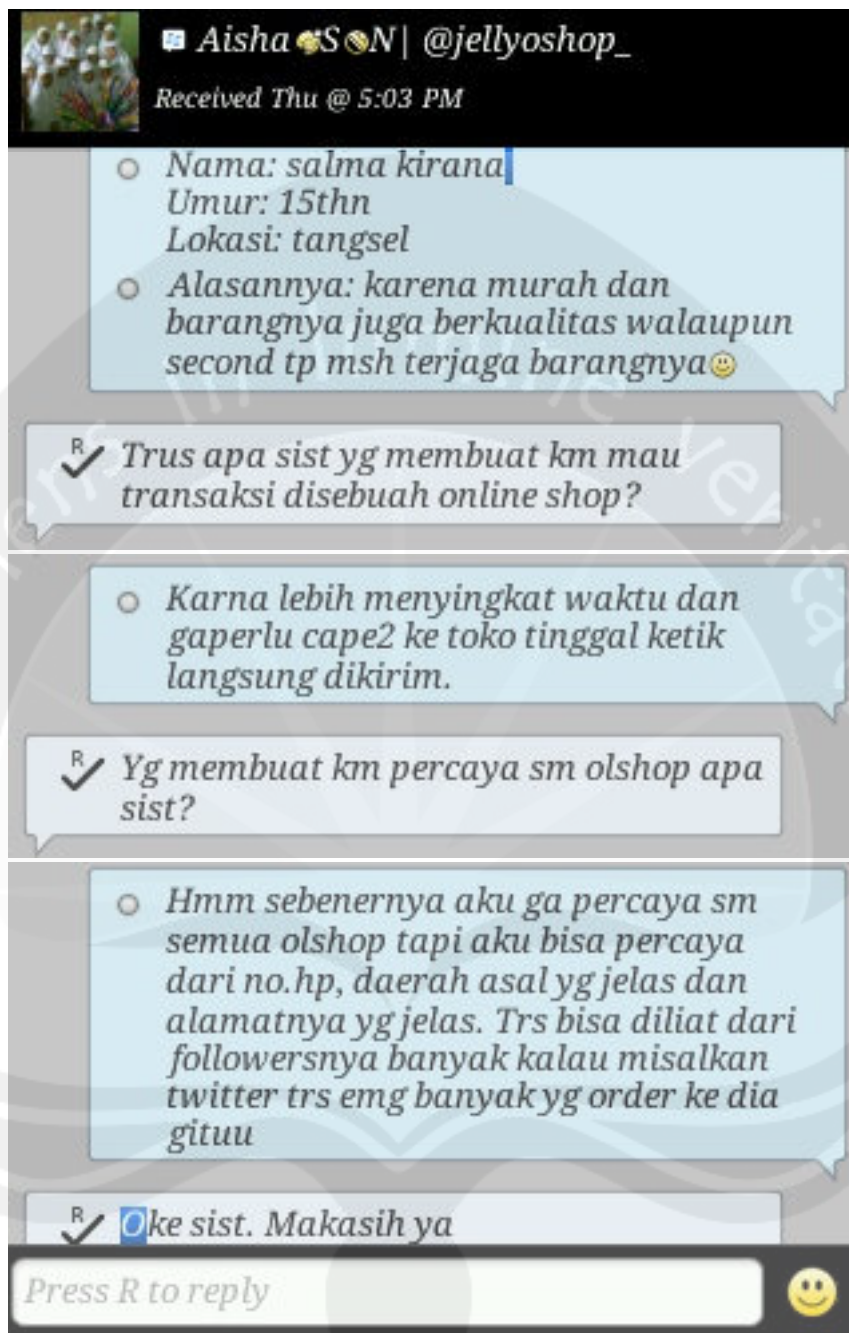 Aisha S N| @jellyoshop_
Received Thu @ 5:03 PM
Nama: salma kirana
Umur: 15thn
Lokasi: tangsel
Alasannya: karena murah dan
barangnya juga berkualitas walaupun
second tp msh terjaga barangnya
R Trus apa sist yg membuat km mau
transaksi disebuah online shop?
Karna lebih menyingkat waktu dan
gaperlu cape2 ke toko tinggal ketik
langsung dikirim.
R Yg membuat km percaya sm olshop apa
sist?
Hmm sebenernya aku ga percaya sm
semua olshop tapi aku bisa percaya
dari no.hp, daerah asal yg jelas dan
alamatnya yg jelas. Trs bisa diliat dari
followersnya banyak kalau misalkan
twitter trs emg banyak yg order ke dia
gituu
R Oke sist. Makasih ya
Press R to reply